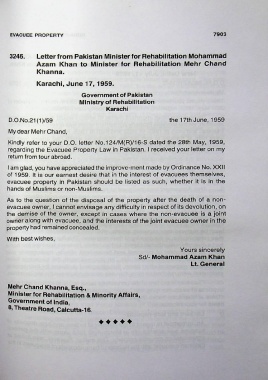 EVACUEE PROPERTY 7903
3246. Letter from Pakistan Minister for Rehabilitation Mohammad
Azam Khan to Minister for Rehabilitation Mehr Chand
Khanna.
Karachi, June 17, 1959.
Government of Pakistan
Ministry of Rehabilitation
Karachi
D.O.No.21(1)/59 the 17th June, 1959
My dear Mehr Chand,
Kindly refer to your D.O. letter No.124/M(R)/16-S dated the 28th May, 1959,
regarding the Evacuee Property Law in Pakistan. I received your letter on my
return from tour abroad.
I am glad, you have appreciated the improvement made by Ordinance No. XXII
of 1959. It is our earnest desire that in the interest of evacuees themselves,
evacuee property in Pakistan should be listed as such, whether it is in the
hands of Muslims or non-Muslims.
As to the question of the disposal of the property after the death of a non-
evacuee owner, I cannot envisage any difficulty in respect of its devolution, on
the demise of the owner, except in cases where the non-evacuee is a joint
owner along with evacuee, and the interests of the joint evacuee owner in the
property had remained concealed.
With best wishes,
Yours sincerely
Sd/- Mohammad Azam Khan
Lt. General
Mehr Chand Khanna, Esq.,
Minister for Rehabilitation & Minority Affairs,
Government of India,
8, Theatre Road, Calcutta-16.